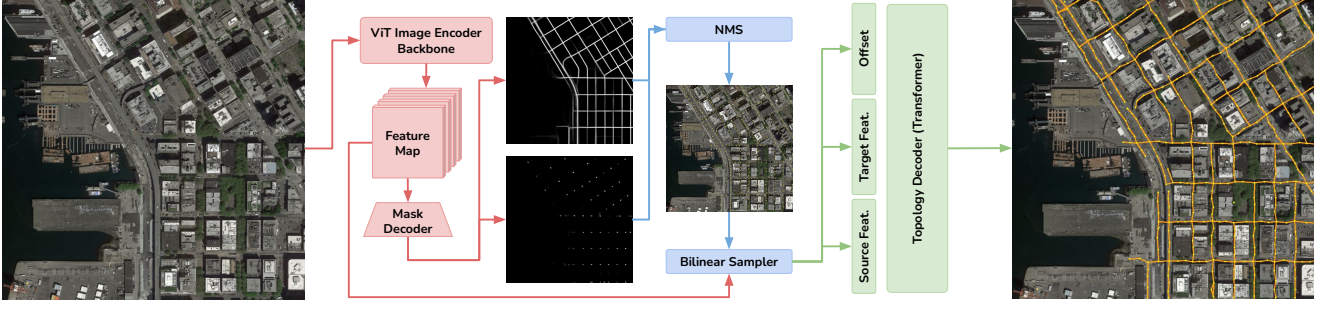 ViT Image Encoder
Backbone
Feature
Map
Mask
Decoder
NMS
Bilinear Sampler
Offset
Target Feat.
Source Feat.
Topology Decoder (Transformer)